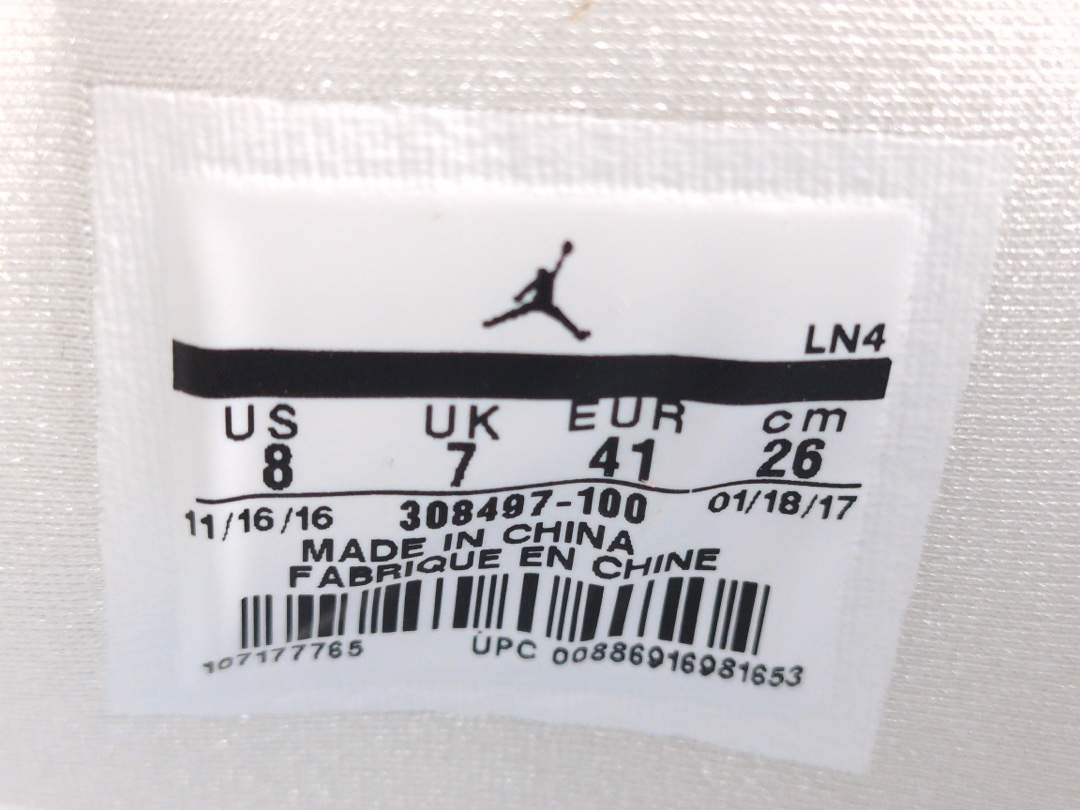 LN4
US UK EUR cm
8 7 41 26
11/16/16 308497-100 01/18/17
MADE IN CHINA
FABRIQUE EN CHINE
107177765 UPC 00886916981653